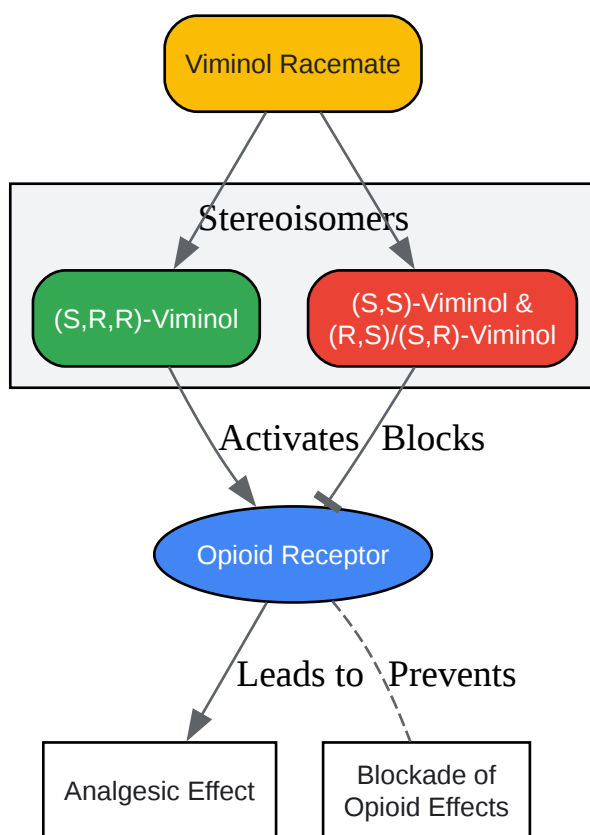 Viminol Racemate
Stereoisomers
(S,R,R)-Viminol
(S,S)-Viminol &
(R,S)/(S,R)-Viminol
Activates
Blocks
Opioid Receptor
Leads to
Prevents
Analgesic Effect
Blockade of
Opioid Effects